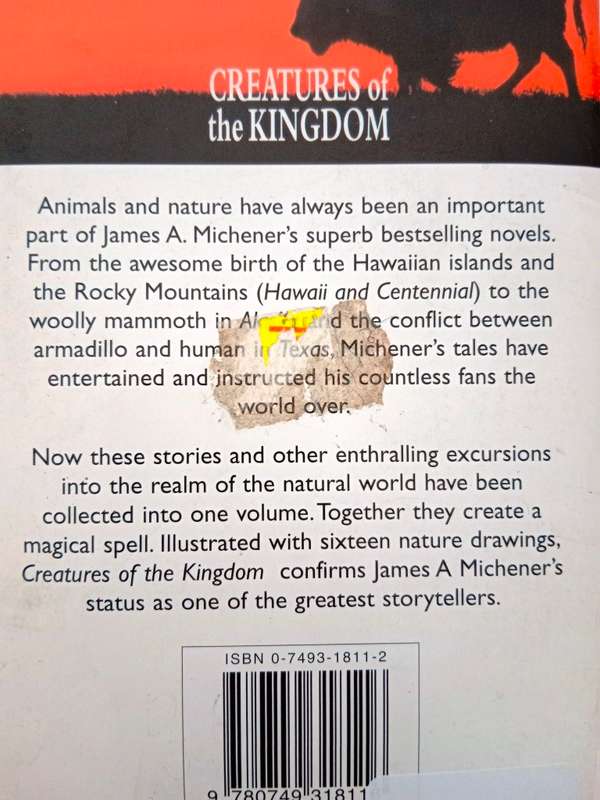 CREATURES of
the KINGDOM
Animals and nature have always been an important
part of James A. Michener's superb bestselling novels.
From the awesome birth of the Hawaiian islands and
the Rocky Mountains (Hawaii and Centennial) to the
woolly mammoth in and the conflict between
armadillo and human in Texas, Michener's tales have
entertained and instructed his countless fans the
world over.
Now these stories and other enthralling excursions
into the realm of the natural world have been
collected into one volume. Together they create a
magical spell. Illustrated with sixteen nature drawings,
Creatures of the Kingdom confirms James A Michener's
status as one of the greatest storytellers.
ISBN 0-7493-1811-2
9 780749 31811